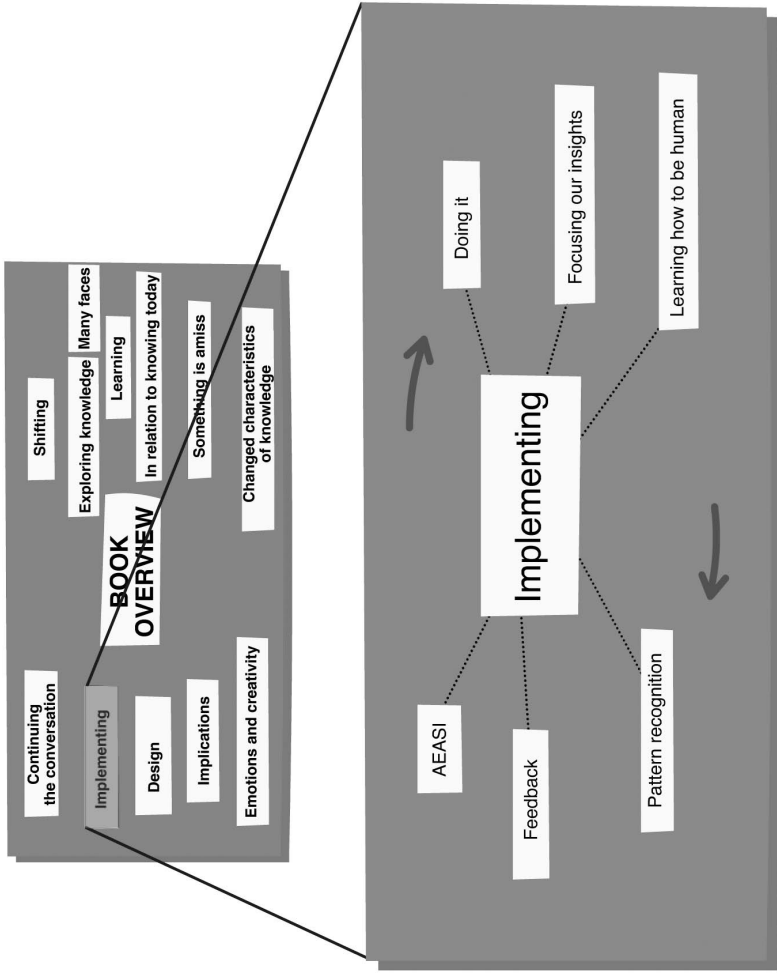 BOOK
OVERVIEW
Shifting
Exploring knowledge
Many faces
Learning
In relation to knowing today
Something is amiss
Changed characteristics
of knowledge
Emotions and creativity
Implications
Design
Implementing
Continuing
the conversation
Implementing
Doing it
Focusing our insights
Learning how to be human
Pattern recognition
Feedback
AEASI